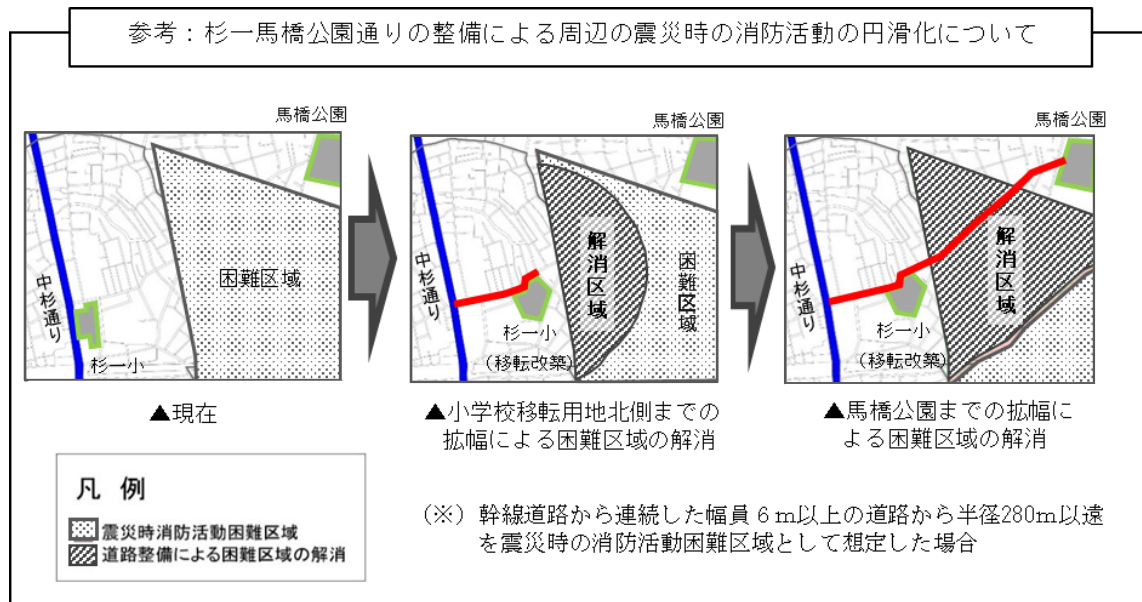 参考：杉一馬橋公園通りの整備による周辺の震災時の消防活動の円滑化について
馬橋公園
中杉通り
困難区域
杉一小
▲現在
馬橋公園
中杉通り
解消区域
困難区域
杉一小
（移転改築）
▲小学校移転用地北側までの
拡幅による困難区域の解消
馬橋公園
中杉通り
解消区域
杉一小
（移転改築）
▲馬橋公園までの拡幅に
よる困難区域の解消
凡 例
震災時消防活動困難区域
道路整備による困難区域の解消
（※）幹線道路から連続した幅員６ｍ以上の道路から半径280m以遠
を震災時の消防活動困難区域として想定した場合